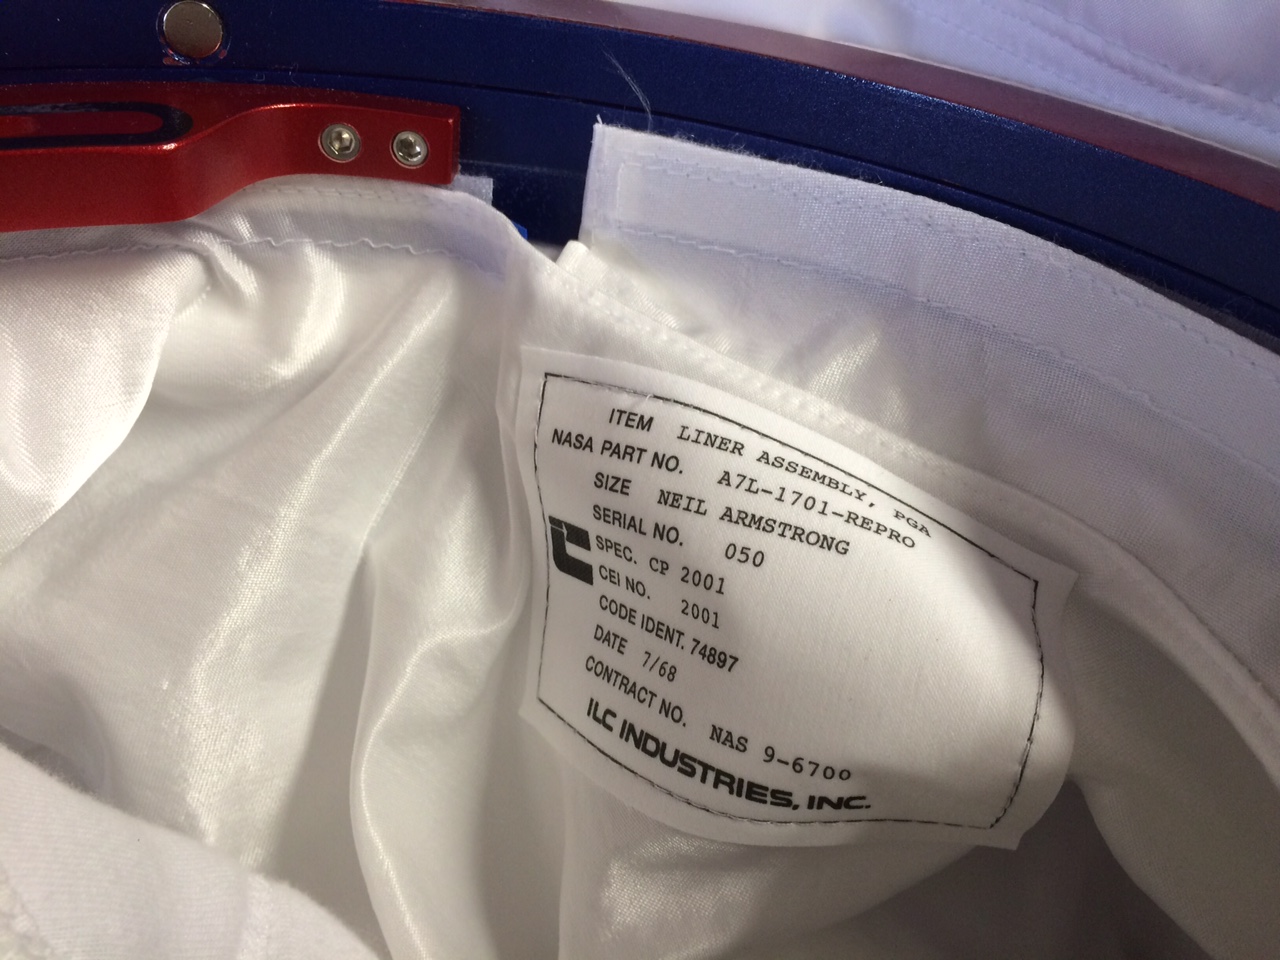 ITEM LINER ASSEMBLY, PGA
NASA PART NO. A7L-1701-REPRO
SIZE NEIL ARMSTRONG
SERIAL NO. 050
SPEC. CP 2001
CEI NO. 2001
CODE IDENT. 74897
DATE 7/68
CONTRACT NO. NAS 9-6700
ILC INDUSTRIES, INC.